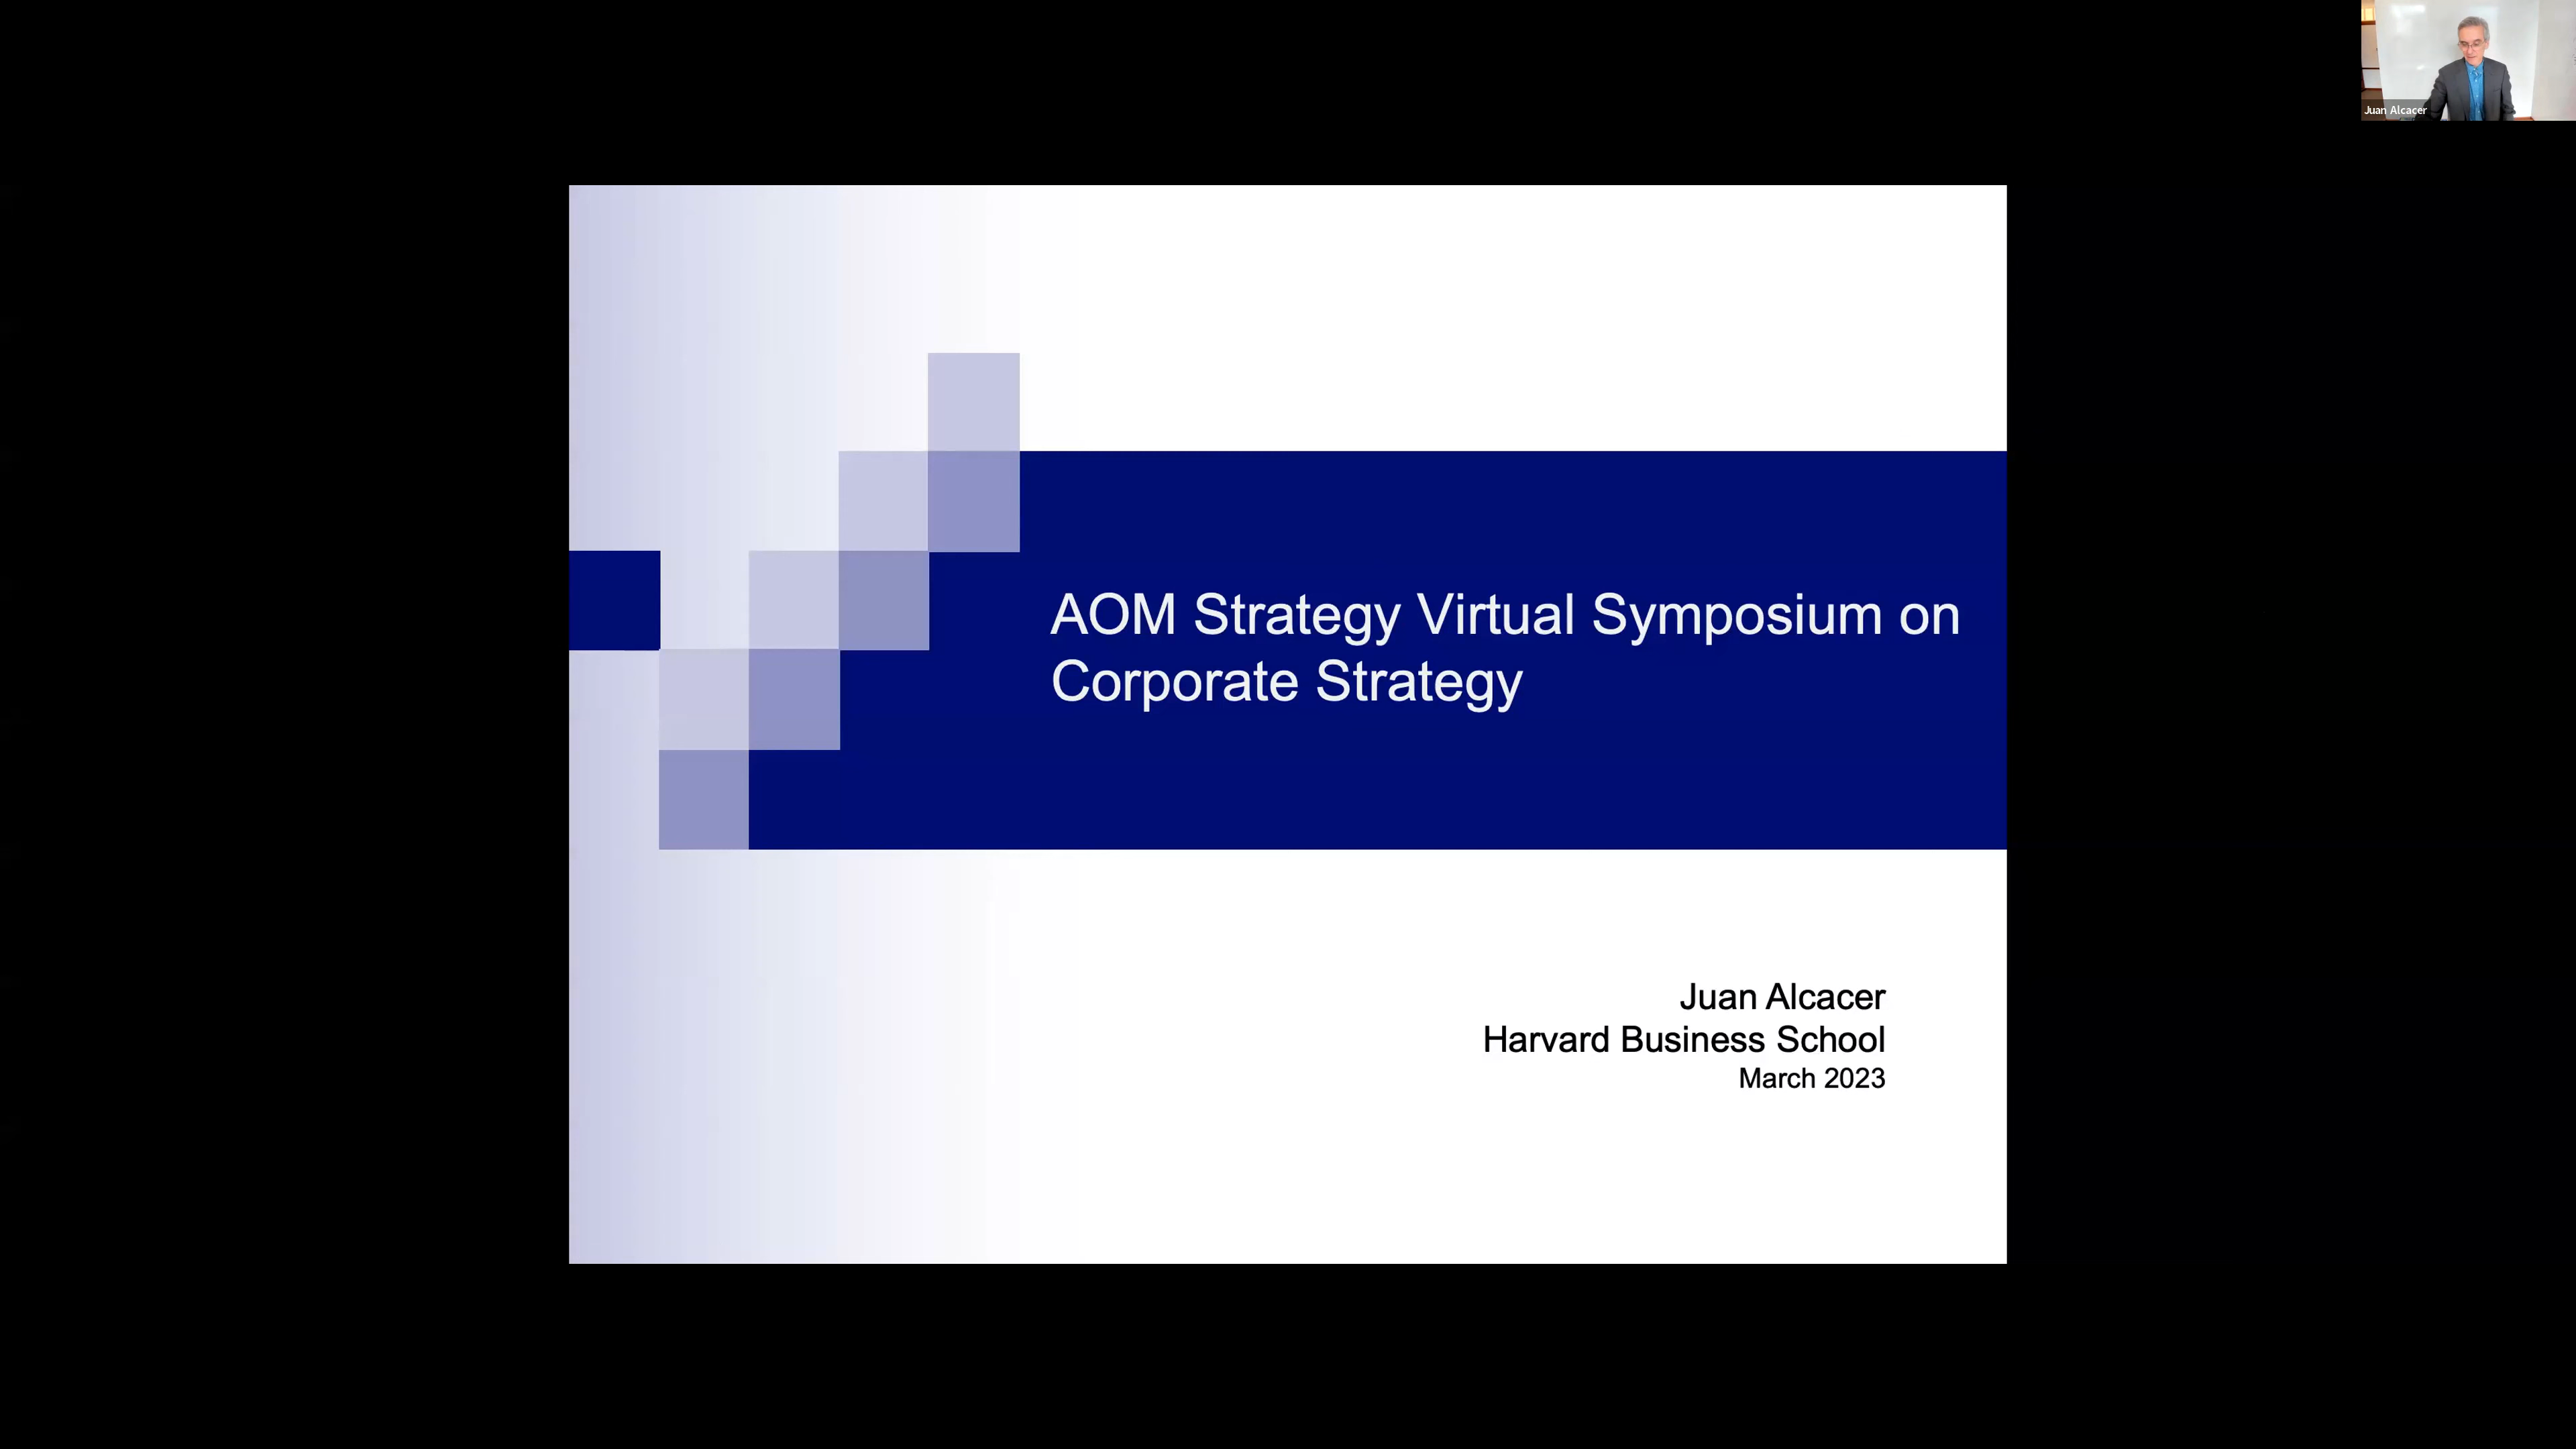 Juan Alcacer
AOM Strategy Virtual Symposium on
Corporate Strategy
Juan Alcacer
Harvard Business School
March 2023